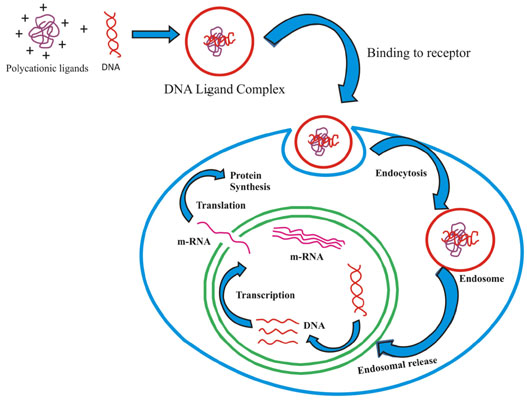 + + + + + + + +
Polycationic ligands
DNA
DNA Ligand Complex
Binding to receptor
Endocytosis
Endosome
Endosomal release
Protein
Synthesis
Translation
m-RNA
m-RNA
Transcription
DNA